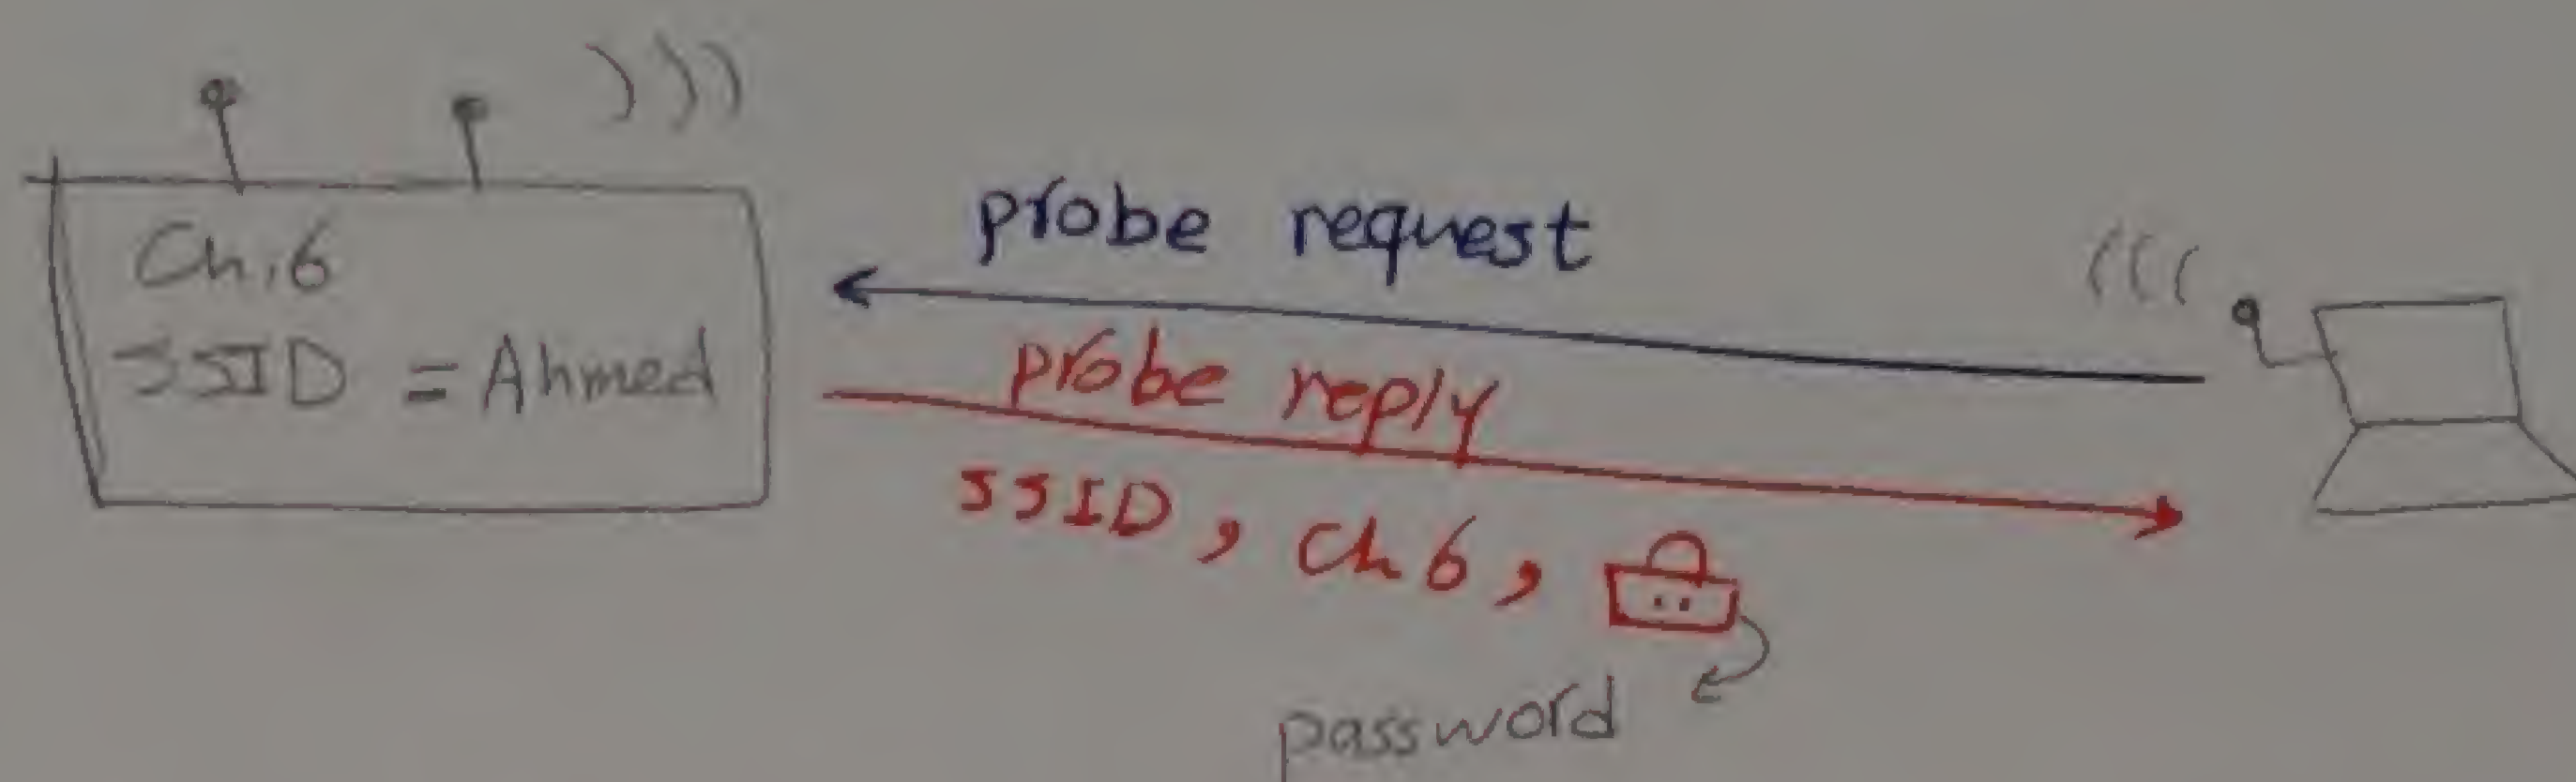 Ch.6
SSID = Ahmed
probe request
probe reply
SSID, Ch 6,
password